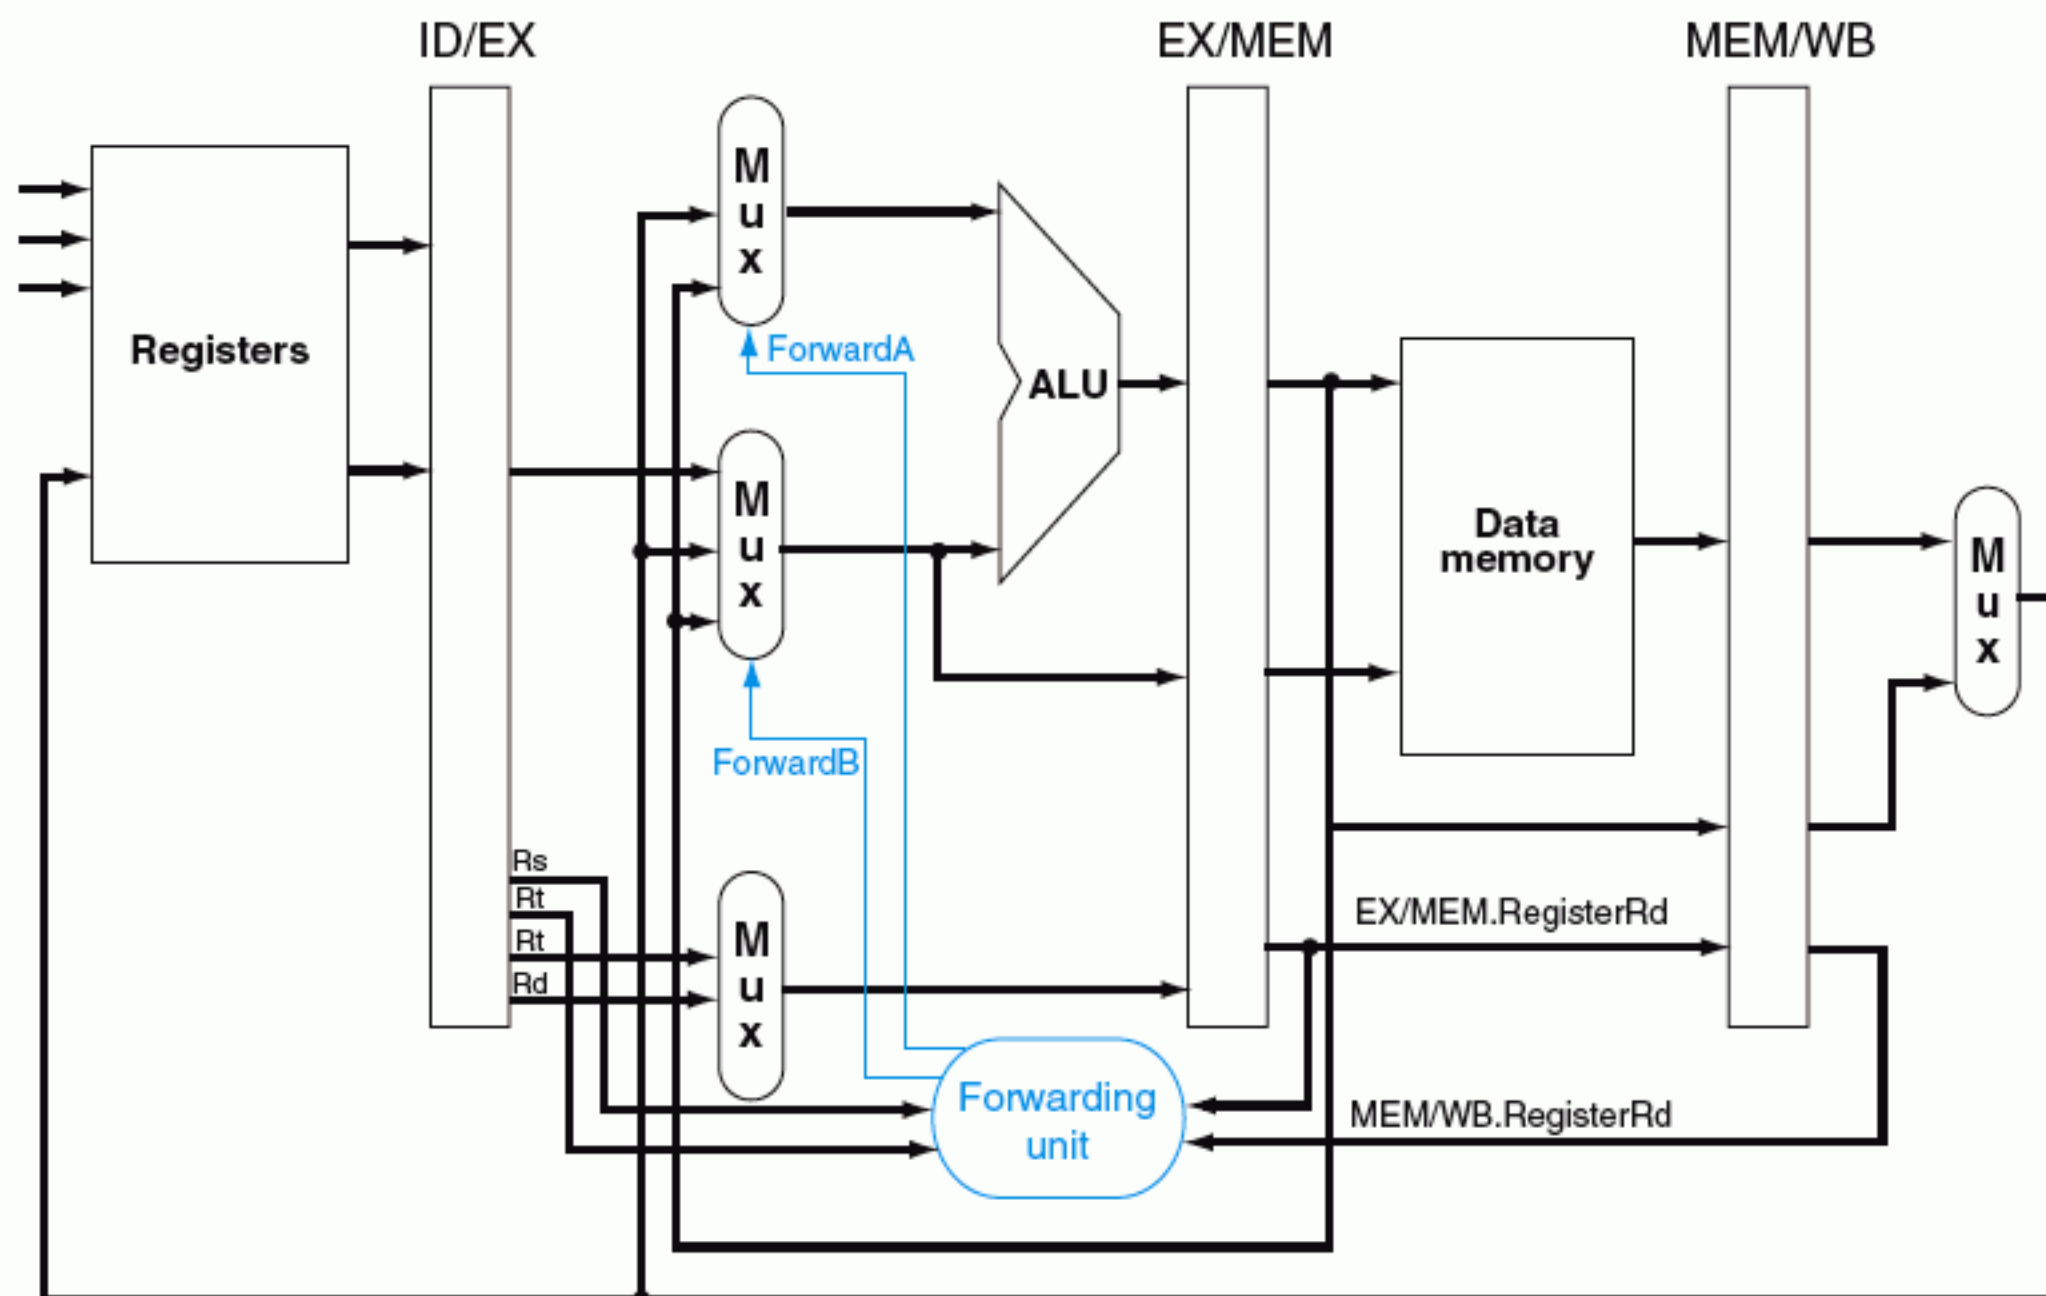 ID/EX
EX/MEM
MEM/WB
M
u
x
Registers
ForwardA
ALU
M
u
x
Data
memory
M
u
x
ForwardB
Rs
Rt
Rt
Rd
M
u
x
EX/MEM.RegisterRd
Forwarding
unit
MEM/WB.RegisterRd